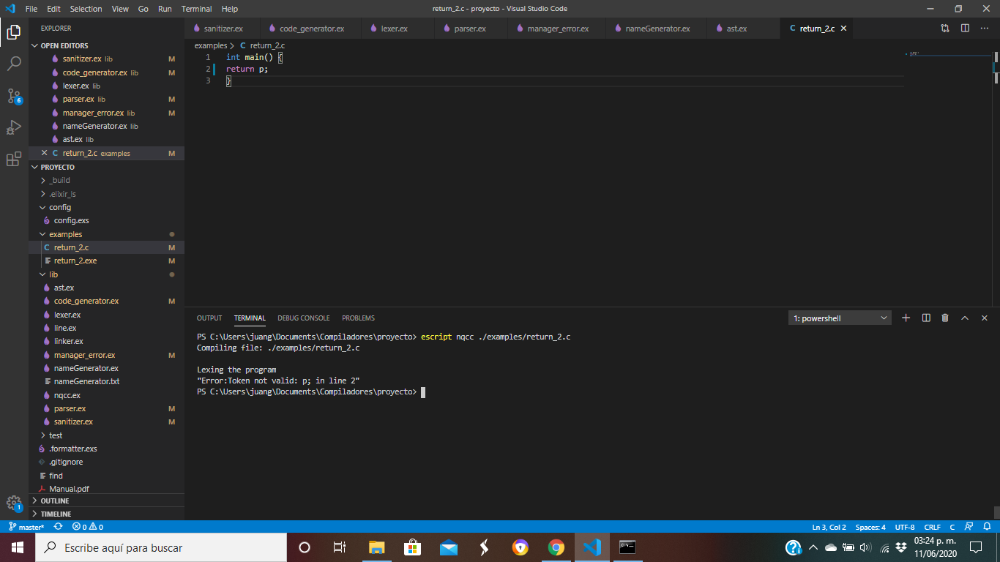 File Edit Selection View Go Run Terminal Help return_2.c - proyecto - Visual Studio Code
EXPLORER
OPEN EDITORS
sanitizer.ex lib M
code_generator.ex lib M
lexer.ex lib
parser.ex lib M
manager_error.ex lib M
nameGenerator.ex lib
ast.ex lib
C return_2.c examples M
PROYECTO
_build
.elixir_ls
config
config.exs
examples
C return_2.c M
return_2.exe M
lib
ast.ex
code_generator.ex M
lexer.ex
line.ex
linker.ex
manager_error.ex M
nameGenerator.ex
nameGenerator.txt
nqcc.ex
parser.ex M
sanitizer.ex M
test
.formatter.exs
.gitignore
find
Manual.pdf
OUTLINE
TIMELINE
6
1
sanitizer.ex code_generator.ex lexer.ex parser.ex manager_error.ex nameGenerator.ex ast.ex C return_2.c
examples > C return_2.c
1 int main() {
2 return p;
3 }
OUTPUT TERMINAL DEBUG CONSOLE PROBLEMS 1: powershell
PS C:\Users\juang\Documents\Compiladores\proyecto> escript nqcc ./examples/return_2.c
Compiling file: ./examples/return_2.c
Lexing the program
"Error:Token not valid: p; in line 2"
PS C:\Users\juang\Documents\Compiladores\proyecto>
master* 0 0 Ln 3, Col 2 Spaces: 4 UTF-8 CRLF C
Escribe aquí para buscar
03:24 p. m.
11/06/2020